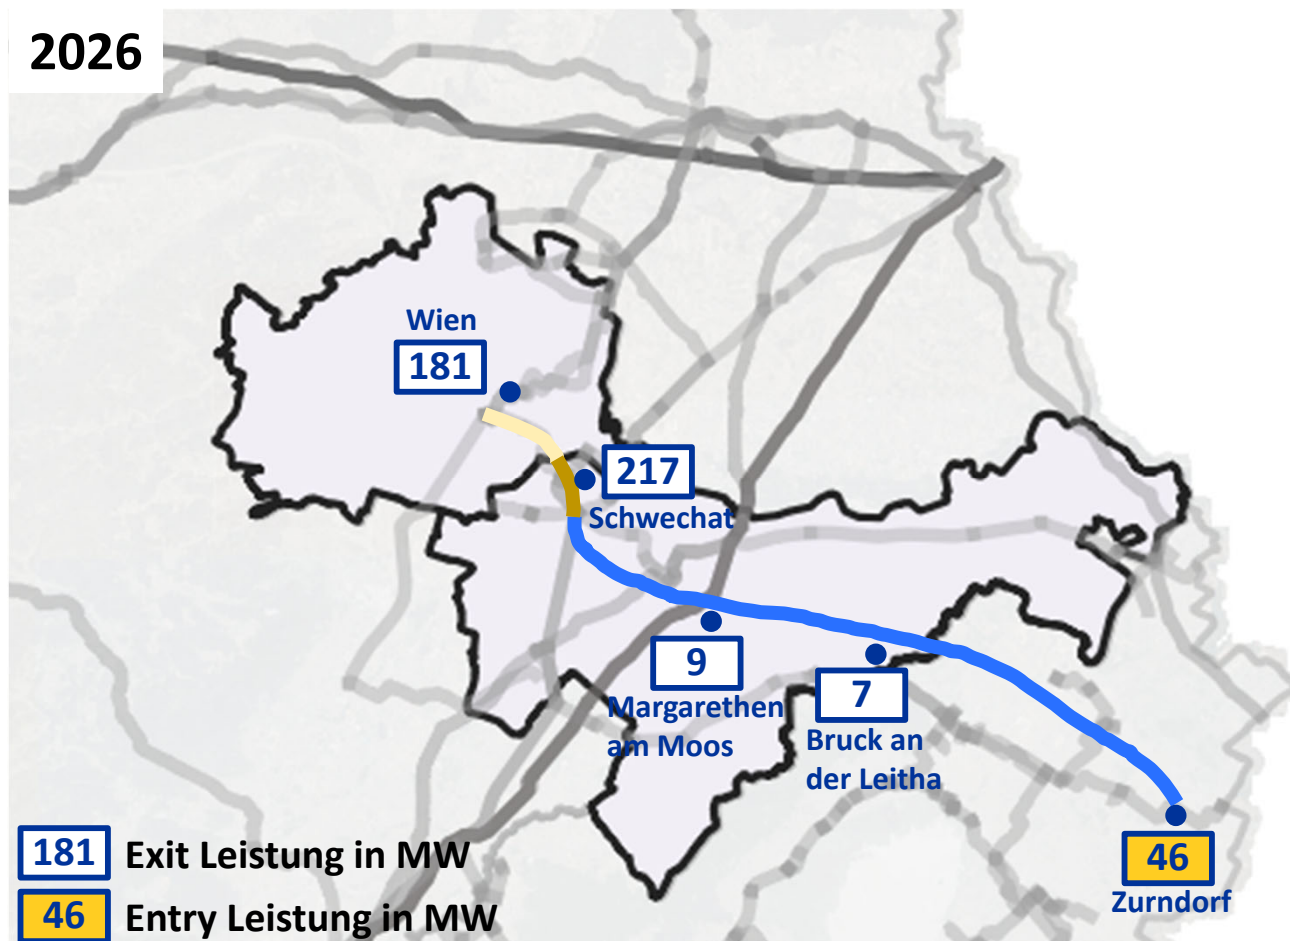 2026
Wien
181
217
Schwechat
9
Margarethen
am Moos
7
Bruck an
der Leitha
46
Zurndorf
181 Exit Leistung in MW
46 Entry Leistung in MW